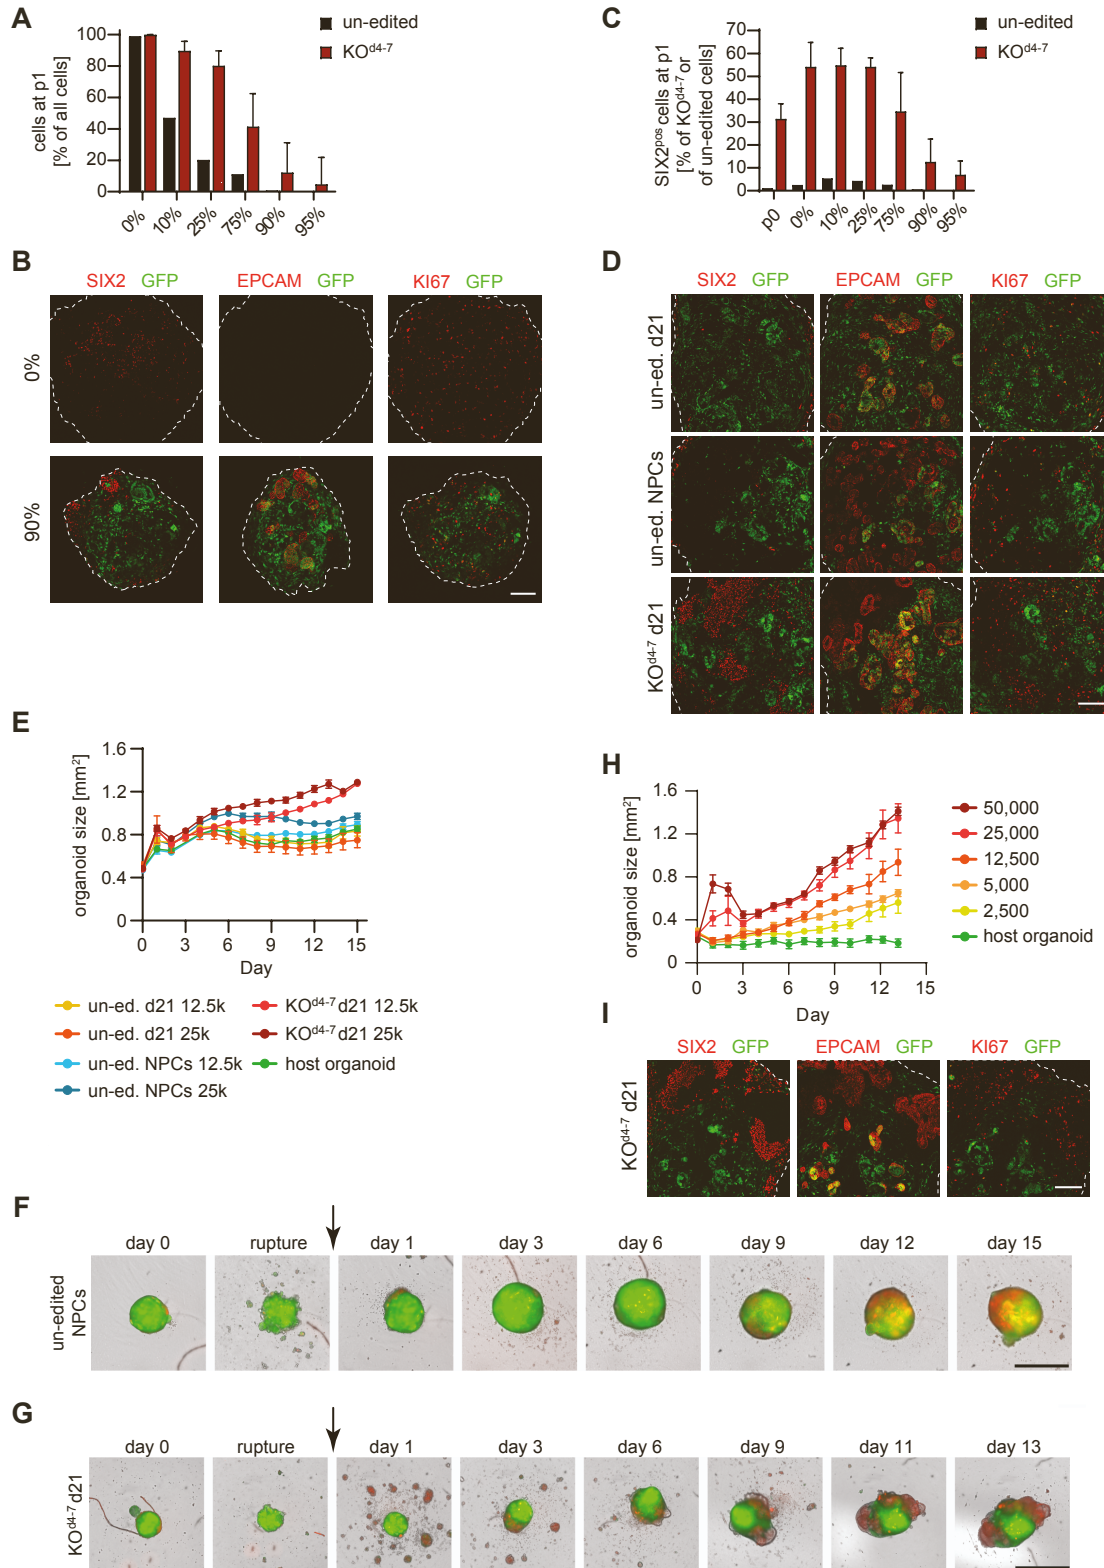 A
cells at p1
[% of all cells]
100
80
60
40
20
0
0%
10%
25%
75%
90%
95%
un-edited
KOd4-7
C
SIX2pos cells at p1
[% of KOd4-7 or
of un-edited cells]
70
60
50
40
30
20
10
0
p0
0%
10%
25%
75%
90%
95%
un-edited
KOd4-7
B
SIX2 GFP
EPCAM GFP
KI67 GFP
0%
90%
D
SIX2 GFP
EPCAM GFP
KI67 GFP
un-ed. d21
un-ed. NPCs
KOd4-7 d21
E
organoid size [mm2]
1.6
1.2
0.8
0.4
0
0 3 6 9 12 15
Day
un-ed. d21 12.5k
un-ed. d21 25k
un-ed. NPCs 12.5k
un-ed. NPCs 25k
KOd4-7 d21 12.5k
KOd4-7 d21 25k
host organoid
H
organoid size [mm2]
1.6
1.2
0.8
0.4
0
0 3 6 9 12 15
Day
50,000
25,000
12,500
5,000
2,500
host organoid
I
SIX2 GFP
EPCAM GFP
KI67 GFP
KOd4-7 d21
F
un-edited
NPCs
day 0
rupture
day 1
day 3
day 6
day 9
day 12
day 15
G
KOd4-7 d21
day 0
rupture
day 1
day 3
day 6
day 9
day 11
day 13